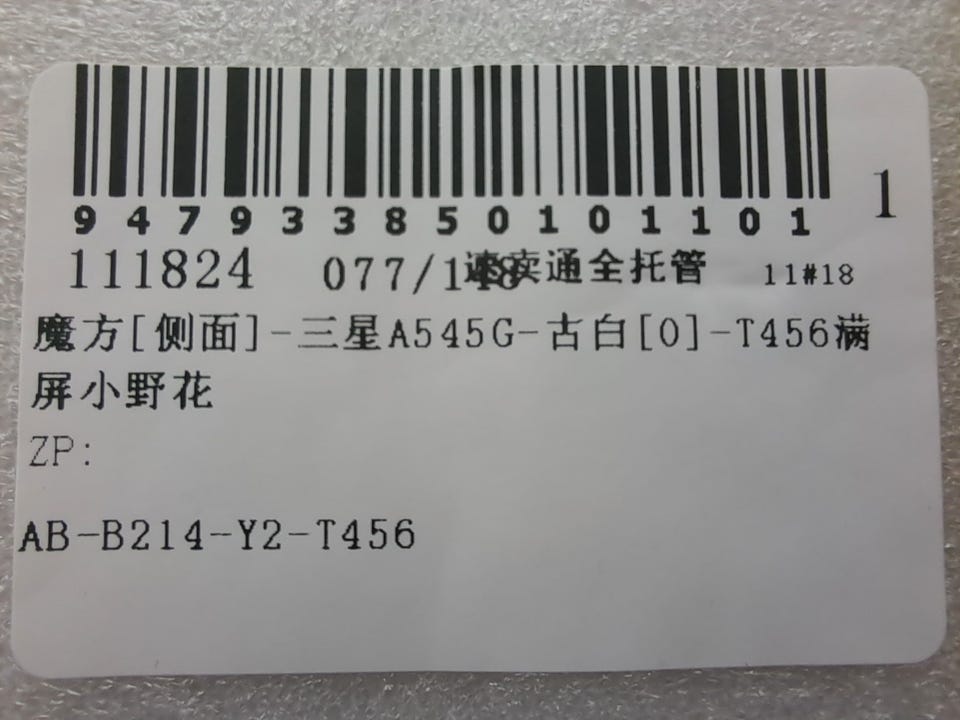 947933850101101
1
111824 077/148 速卖通全托管 11#18
魔方[侧面]-三星A545G-古白[0]-T456满
屏小野花
ZP:
AB-B214-Y2-T456